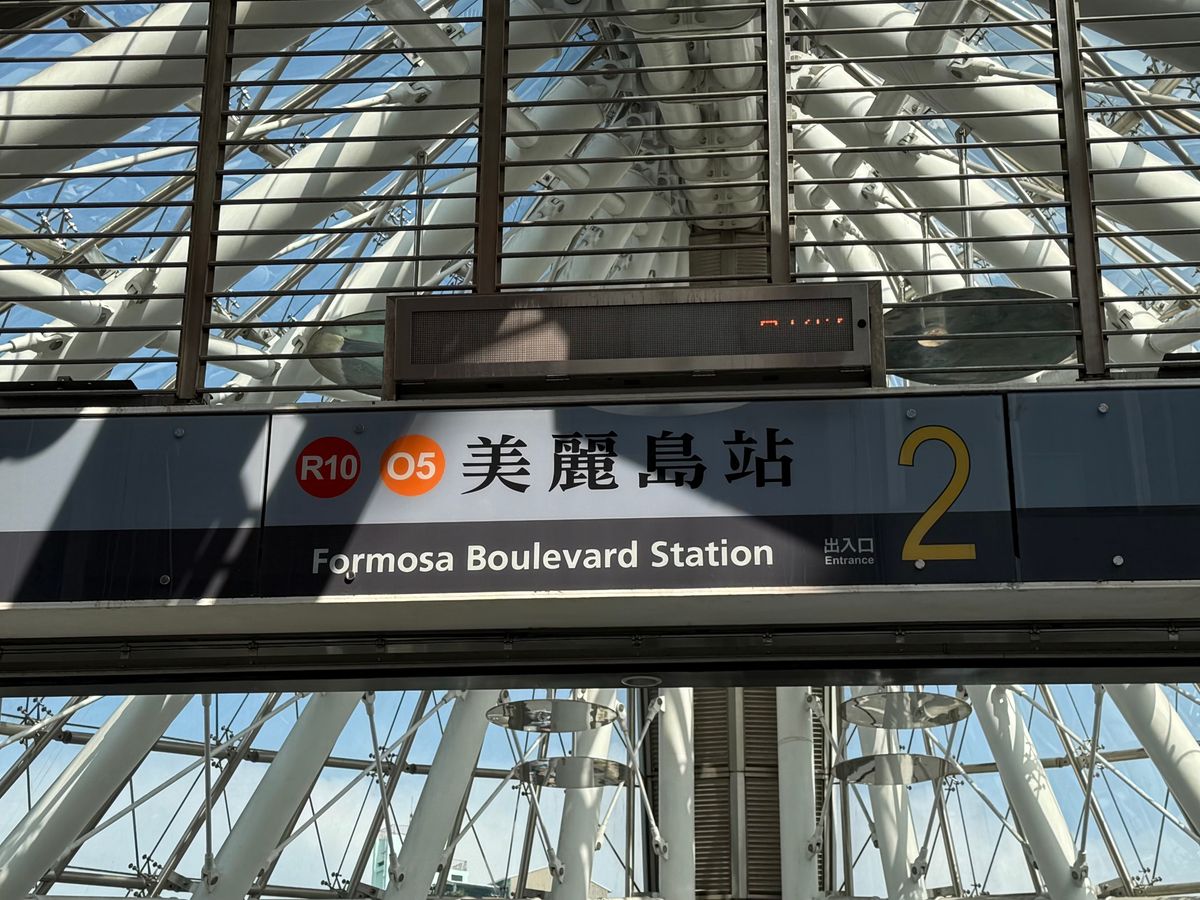 R10 O5 美麗島站
Formosa Boulevard Station
出入口
Entrance
2